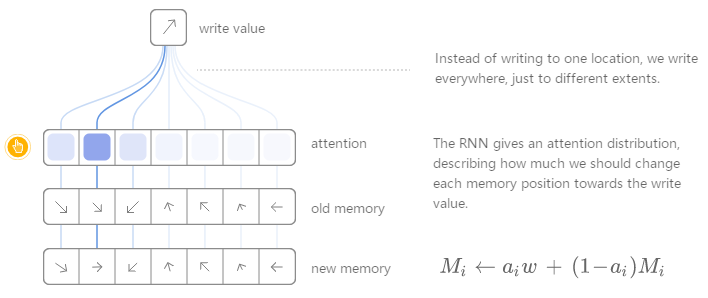 write value
Instead of writing to one location, we write
everywhere, just to different extents.
attention
The RNN gives an attention distribution,
describing how much we should change
each memory position towards the write
value.
old memory
new memory
M_i ← a_i w + (1−a_i)M_i